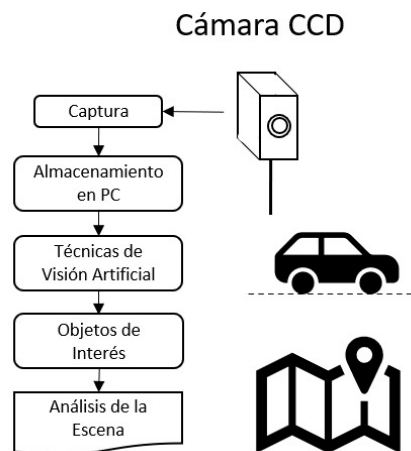 Cámara CCD
Captura
Almacenamiento
en PC
Técnicas de
Visión Artificial
Objetos de
Interés
Análisis de la
Escena